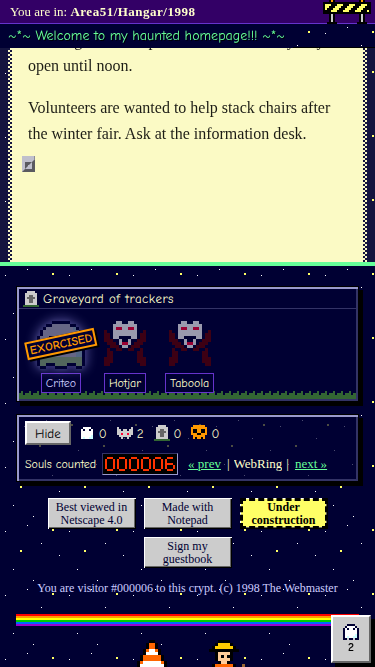 You are in: Area51/Hangar/1998
~*~ Welcome to my haunted homepage!!! ~*~
open until noon.
Volunteers are wanted to help stack chairs after
the winter fair. Ask at the information desk.
Graveyard of trackers
EXORCISED
Criteo Hotjar Taboola
Hide 0 2 0 0
Souls counted 000006 « prev | WebRing | next »
Best viewed in
Netscape 4.0
Made with
Notepad
Under
construction
Sign my
guestbook
You are visitor #000006 to this crypt. (c) 1998 The Webmaster
2